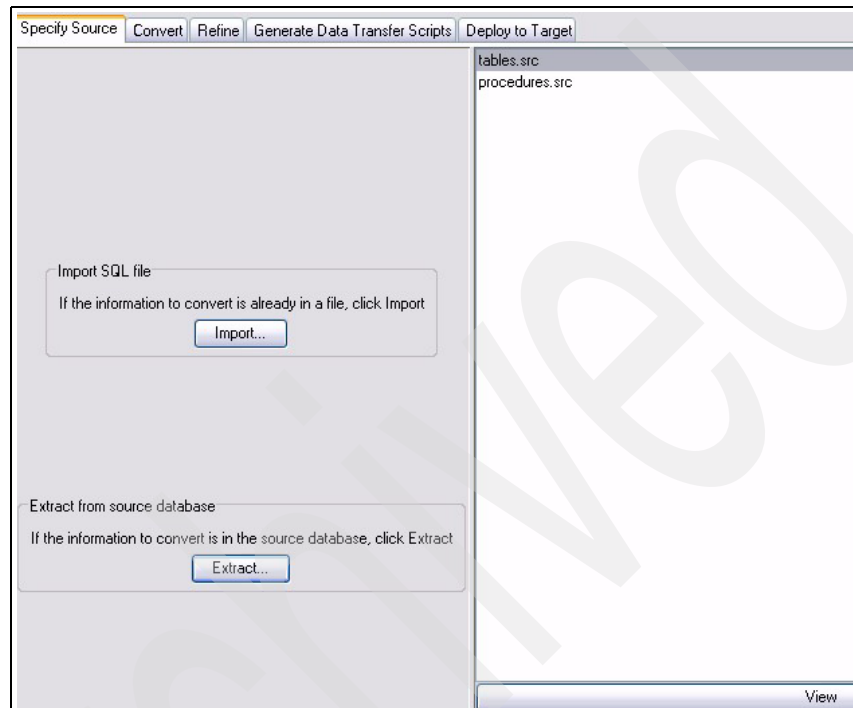 Specify Source Convert Refine Generate Data Transfer Scripts Deploy to Target
tables.src
procedures.src
Import SQL file
If the information to convert is already in a file, click Import
Import...
Extract from source database
If the information to convert is in the source database, click Extract
Extract...
View
chived